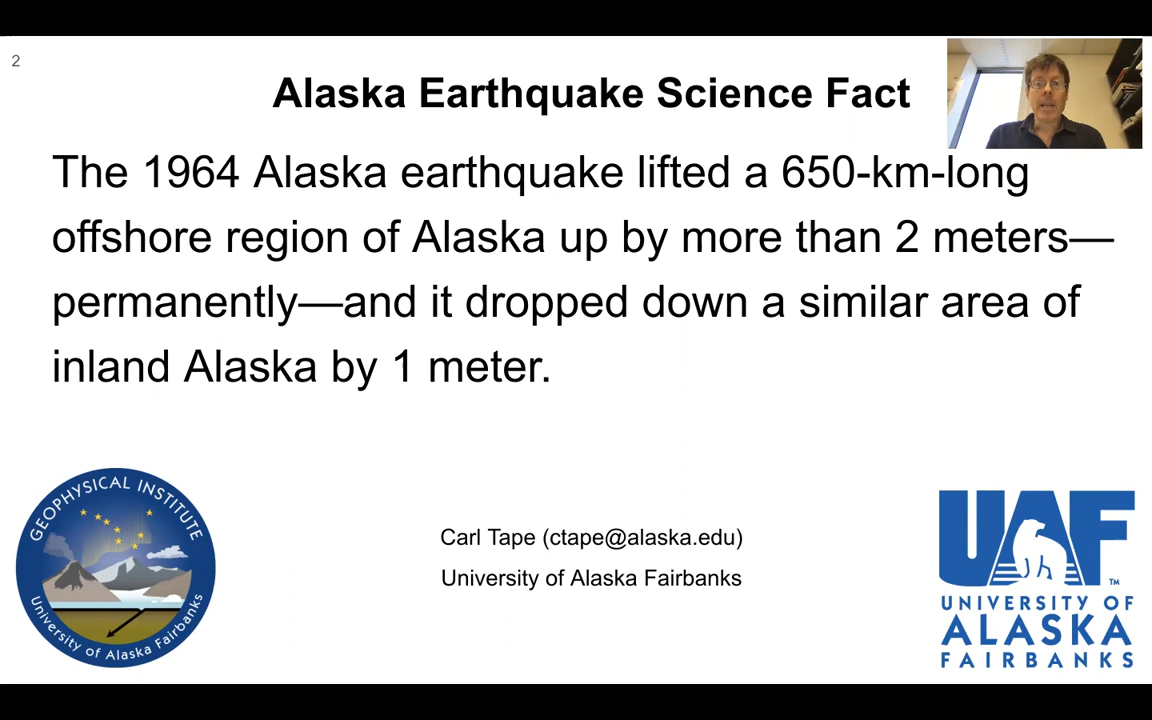 2
Alaska Earthquake Science Fact
The 1964 Alaska earthquake lifted a 650-km-long
offshore region of Alaska up by more than 2 meters—
permanently—and it dropped down a similar area of
inland Alaska by 1 meter.
GEOPHYSICAL INSTITUTE
University of Alaska Fairbanks
Carl Tape (ctape@alaska.edu)
University of Alaska Fairbanks
UAF
TM
UNIVERSITY OF
ALASKA
FAIRBANKS